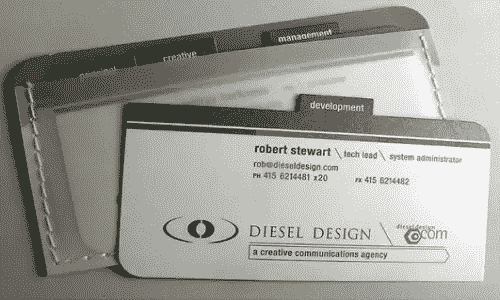 management
creative
development
robert stewart \ tech lead \ system administrator
rob@dieseldesign.com
PH 415 6214481 x20 FX 415 6214482
DIESEL DESIGN \ dieseldesign .com
a creative communications agency